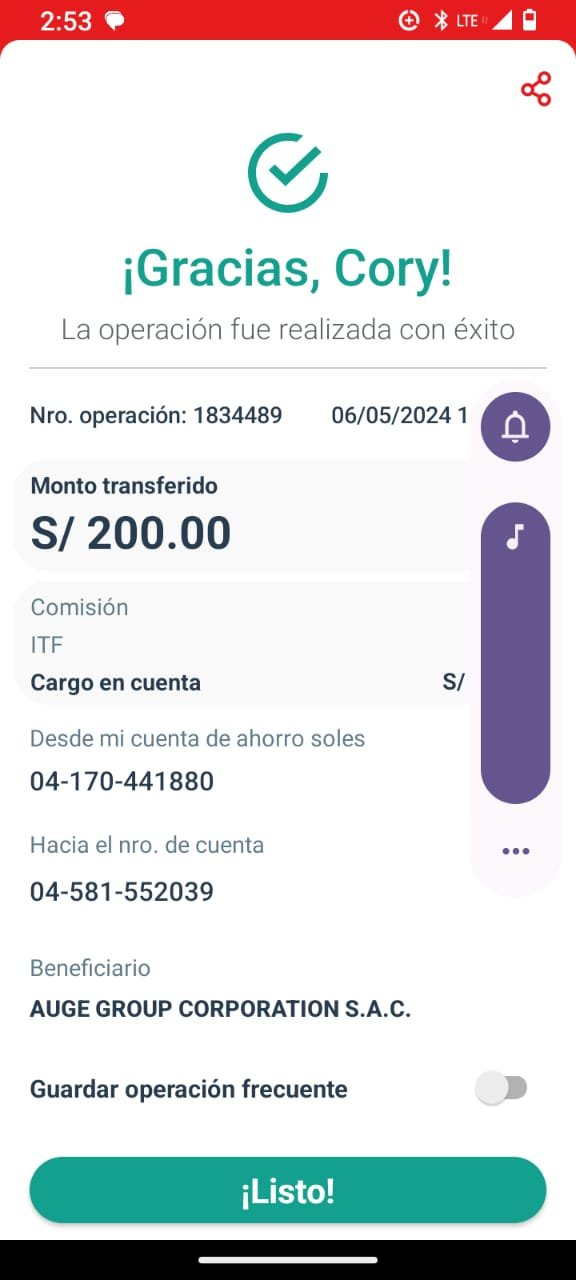 2:53 LTE
¡Gracias, Cory!
La operación fue realizada con éxito
Nro. operación: 1834489 06/05/2024 1
Monto transferido
S/ 200.00
Comisión
ITF
Cargo en cuenta S/
Desde mi cuenta de ahorro soles
04-170-441880
Hacia el nro. de cuenta
04-581-552039
Beneficiario
AUGE GROUP CORPORATION S.A.C.
Guardar operación frecuente
¡Listo!